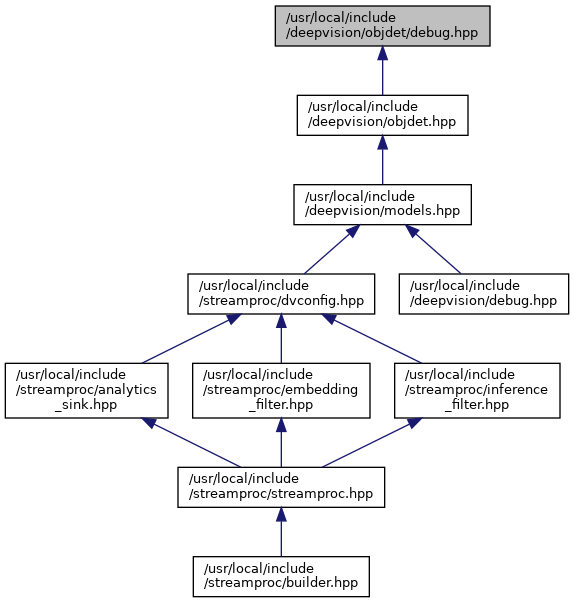 /usr/local/include
/deepvision/objdet/debug.hpp
/usr/local/include
/deepvision/objdet.hpp
/usr/local/include
/deepvision/models.hpp
/usr/local/include
/streamproc/dvconfig.hpp
/usr/local/include
/deepvision/debug.hpp
/usr/local/include
/streamproc/analytics
_sink.hpp
/usr/local/include
/streamproc/embedding
_filter.hpp
/usr/local/include
/streamproc/inference
_filter.hpp
/usr/local/include
/streamproc/streamproc.hpp
/usr/local/include
/streamproc/builder.hpp